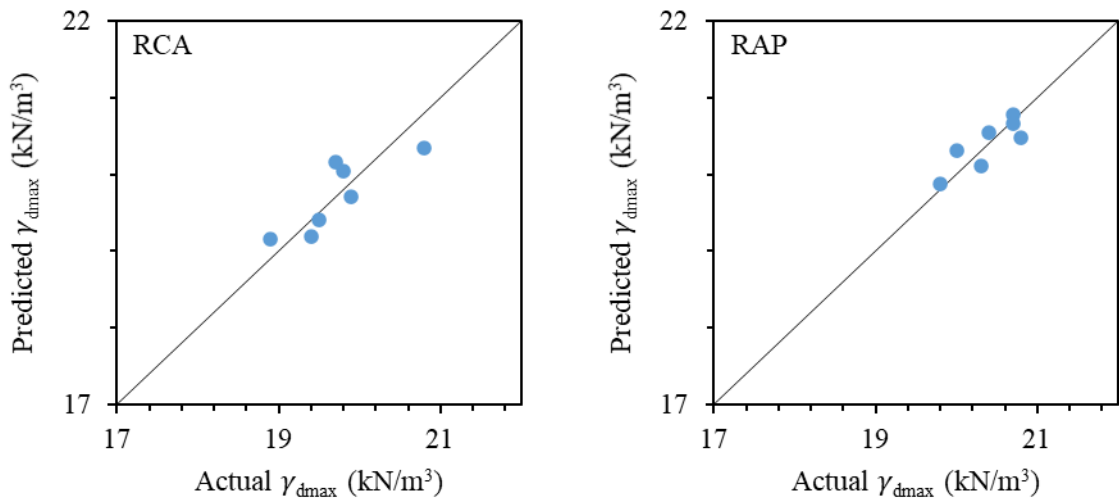 22
RCA
Predicted γdmax (kN/m³)
17
17
19
21
Actual γdmax (kN/m³)
22
RAP
Predicted γdmax (kN/m³)
17
17
19
21
Actual γdmax (kN/m³)